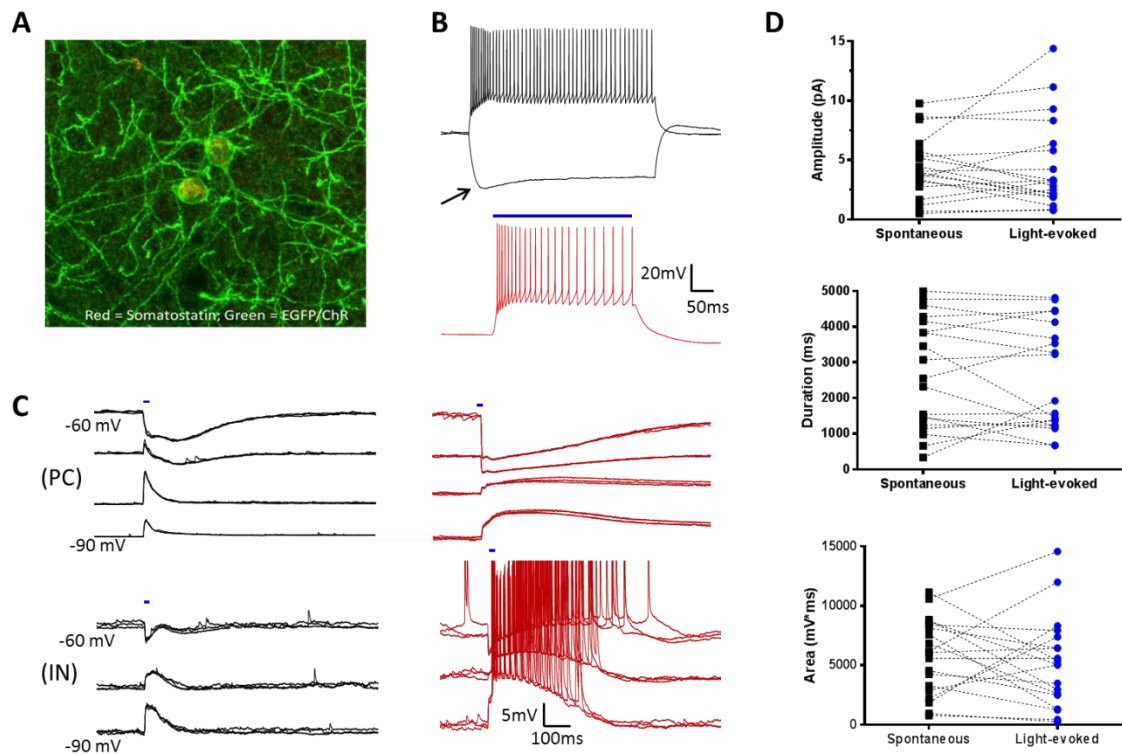 A
Red = Somatostatin; Green = EGFP/ChR
B
20mV
50ms
C
-60 mV
(PC)
-90 mV
-60 mV
(IN)
-90 mV
5mV
100ms
D
Amplitude (pA)
15
10
5
0
Spontaneous Light-evoked
Duration (ms)
5000
4000
3000
2000
1000
0
Spontaneous Light-evoked
Area (mV*ms)
15000
10000
5000
0
Spontaneous Light-evoked